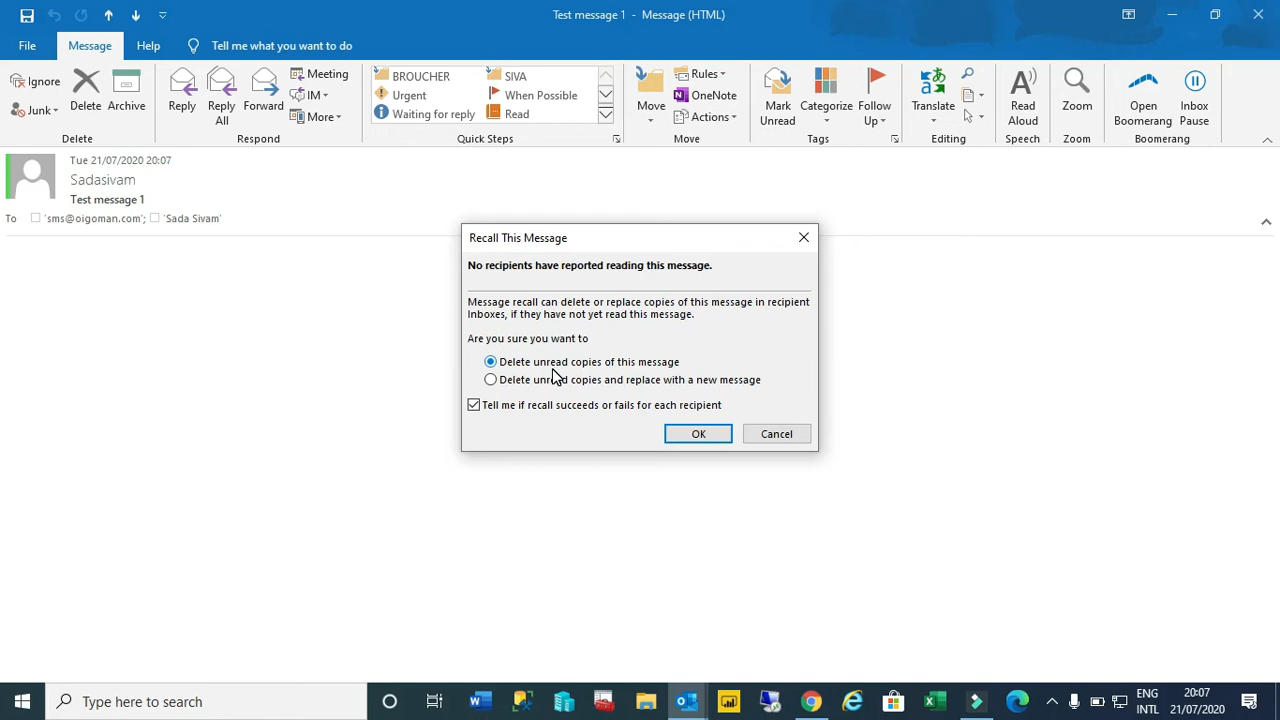 Test message 1 - Message (HTML)
File Message Help Tell me what you want to do
Ignore
Junk
Delete
Archive
Delete
Reply
Reply All
Forward
Meeting
IM
More
Respond
BROUCHER
Urgent
Waiting for reply
SIVA
When Possible
Read
Quick Steps
Move
Rules
OneNote
Actions
Move
Mark Unread
Categorize
Follow Up
Tags
Translate
Editing
Read Aloud
Speech
Zoom
Zoom
Open Boomerang
Inbox Pause
Boomerang
Tue 21/07/2020 20:07
Sadasivam
Test message 1
To 'sms@oigoman.com'; 'Sada Sivam'
Recall This Message
No recipients have reported reading this message.
Message recall can delete or replace copies of this message in recipient
Inboxes, if they have not yet read this message.
Are you sure you want to
Delete unread copies of this message
Delete unread copies and replace with a new message
Tell me if recall succeeds or fails for each recipient
OK Cancel
Type here to search
ENG
INTL
20:07
21/07/2020